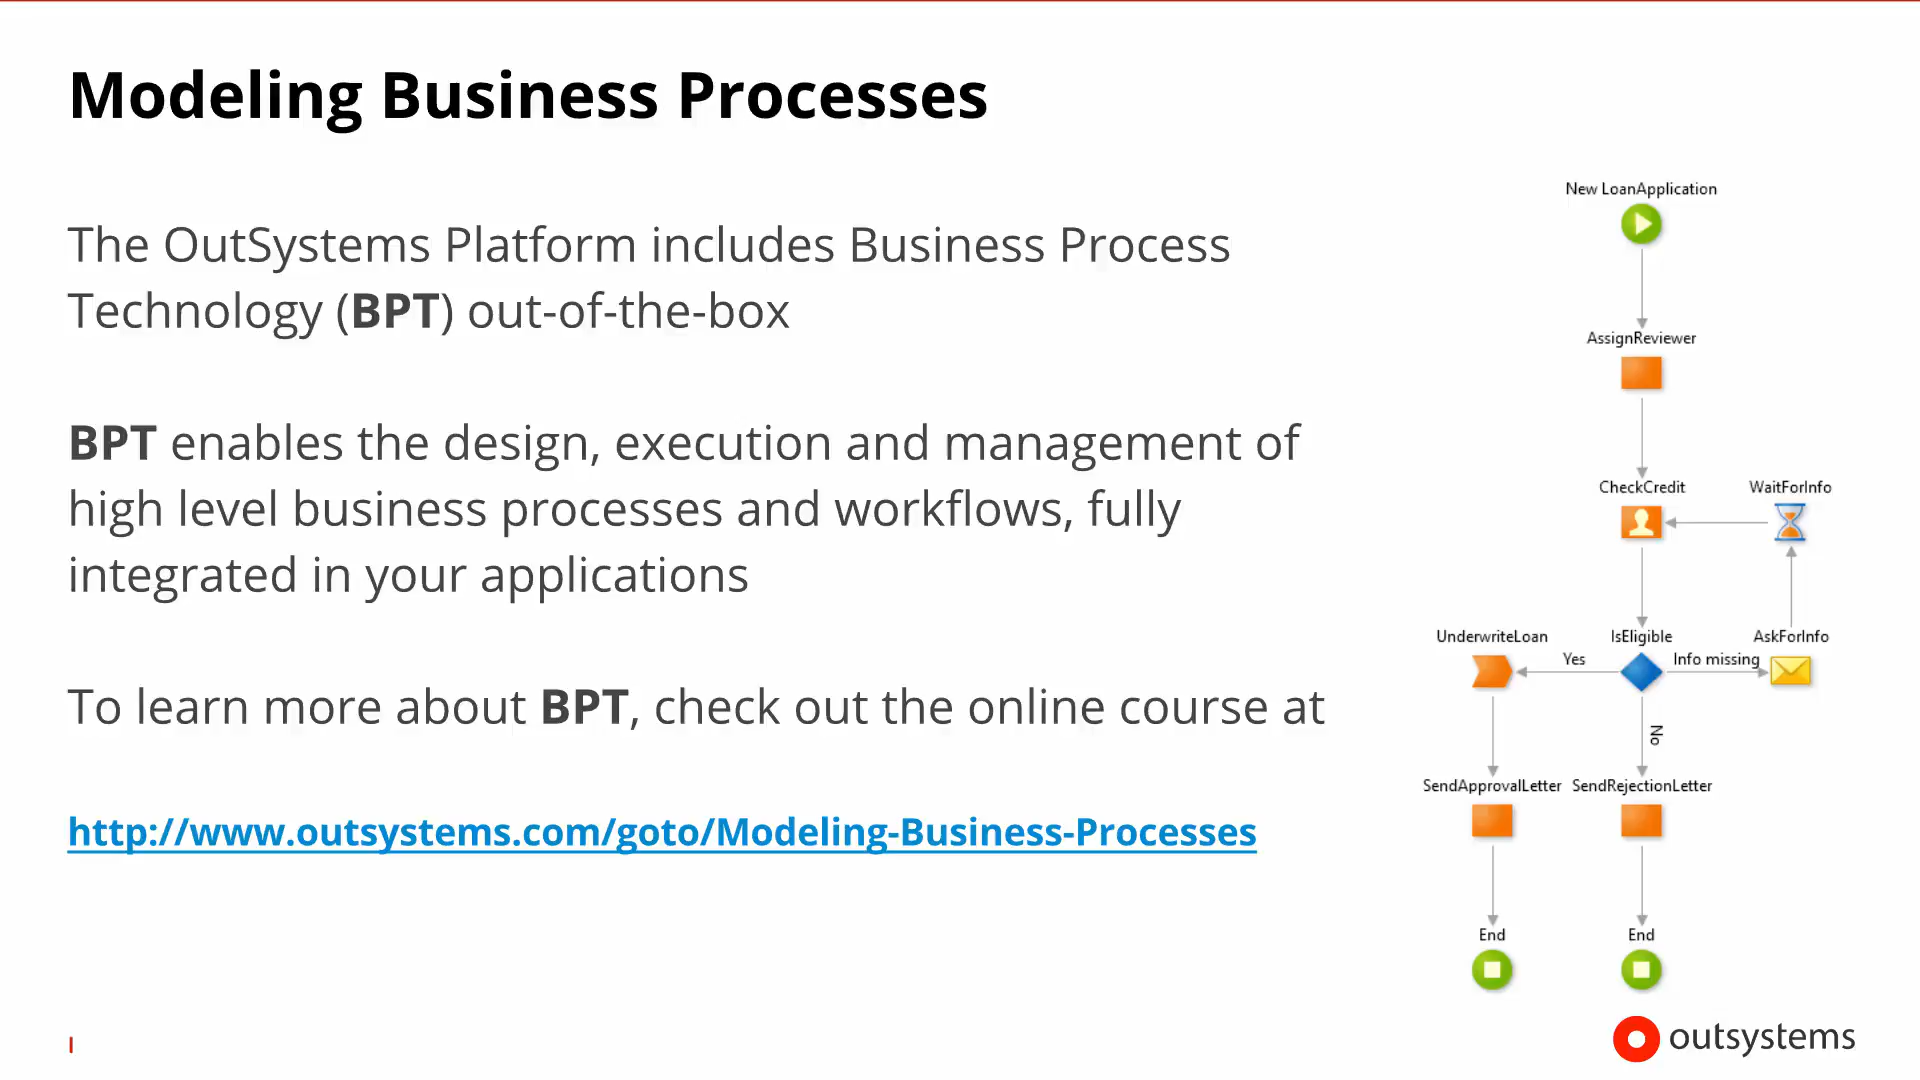 Modeling Business Processes
The OutSystems Platform includes Business Process
Technology (BPT) out-of-the-box
BPT enables the design, execution and management of
high level business processes and workflows, fully
integrated in your applications
To learn more about BPT, check out the online course at
http://www.outsystems.com/goto/Modeling-Business-Processes
New LoanApplication
AssignReviewer
CheckCredit
WaitForInfo
UnderwriteLoan
IsEligible
AskForInfo
Yes
Info missing
No
SendApprovalLetter
SendRejectionLetter
End
End
outsystems